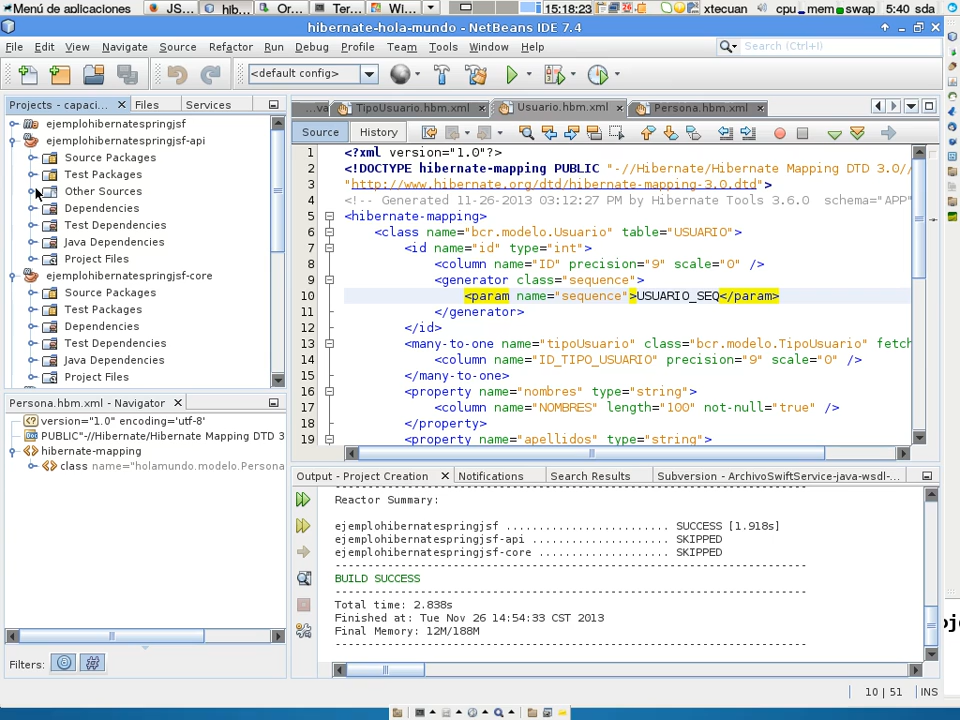 Menú de aplicaciones JS... hib... Or... Ter... Wi... 15:18:23 xtecuan cpu mem swap 5:40 sda
hibernate-hola-mundo - NetBeans IDE 7.4
File Edit View Navigate Source Refactor Run Debug Profile Team Tools Window Help Search (Ctrl+I)
<default config>
Projects - capaci... Files Services
ejemplohibernatespringjsf
ejemplohibernatespringjsf-api
Source Packages
Test Packages
Other Sources
Dependencies
Test Dependencies
Java Dependencies
Project Files
ejemplohibernatespringjsf-core
Source Packages
Test Packages
Dependencies
Test Dependencies
Java Dependencies
Project Files
Persona.hbm.xml - Navigator
version="1.0" encoding='utf-8'
PUBLIC"-//Hibernate/Hibernate Mapping DTD 3
hibernate-mapping
class name="holamundo.modelo.Persona
Filters:
...va TipoUsuario.hbm.xml Usuario.hbm.xml Persona.hbm.xml
Source History
1 <?xml version="1.0"?>
2 <!DOCTYPE hibernate-mapping PUBLIC "-//Hibernate/Hibernate Mapping DTD 3.0//
3 "http://www.hibernate.org/dtd/hibernate-mapping-3.0.dtd">
4 <!-- Generated 11-26-2013 03:12:27 PM by Hibernate Tools 3.6.0 schema="APP"
5 <hibernate-mapping>
6 <class name="bcr.modelo.Usuario" table="USUARIO">
7 <id name="id" type="int">
8 <column name="ID" precision="9" scale="0" />
9 <generator class="sequence">
10 <param name="sequence">USUARIO_SEQ</param>
11 </generator>
12 </id>
13 <many-to-one name="tipoUsuario" class="bcr.modelo.TipoUsuario" fetch
14 <column name="ID_TIPO_USUARIO" precision="9" scale="0" />
15 </many-to-one>
16 <property name="nombres" type="string">
17 <column name="NOMBRES" length="100" not-null="true" />
18 </property>
19 <property name="apellidos" type="string">
Output - Project Creation Notifications Search Results Subversion - ArchivoSwiftService-java-wsdl-...
Reactor Summary:
ejemplohibernatespringjsf ......................... SUCCESS [1.918s]
ejemplohibernatespringjsf-api ..................... SKIPPED
ejemplohibernatespringjsf-core .................... SKIPPED
------------------------------------------------------------------------
BUILD SUCCESS
------------------------------------------------------------------------
Total time: 2.838s
Finished at: Tue Nov 26 14:54:33 CST 2013
Final Memory: 12M/188M
------------------------------------------------------------------------
10 | 51 INS